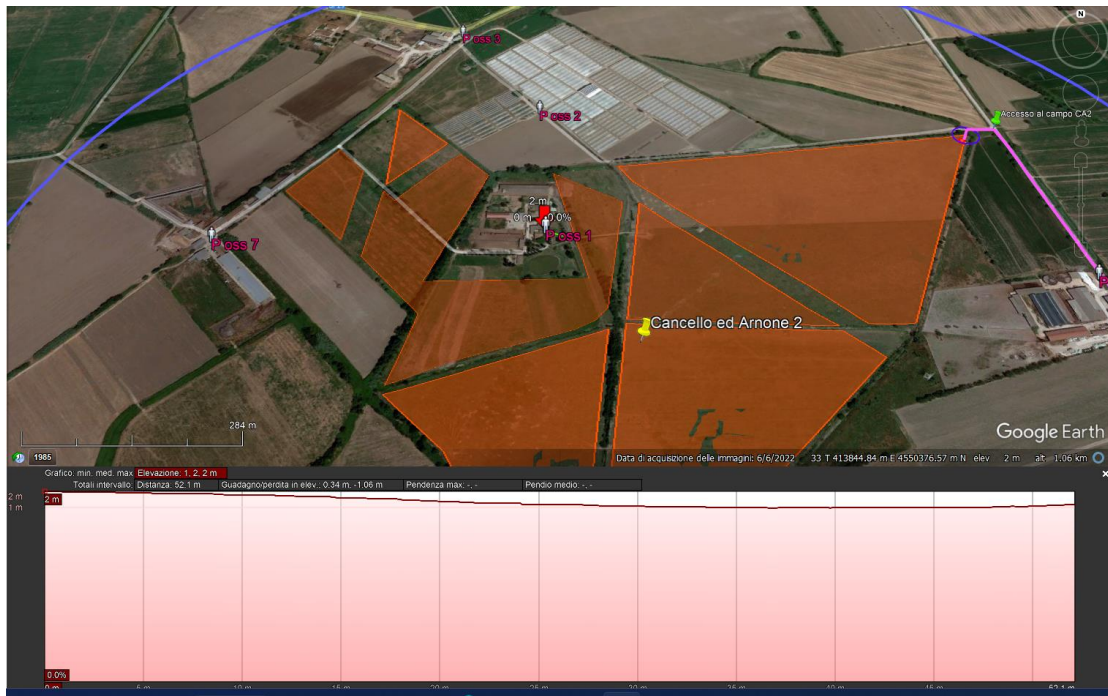 N
P oss 3
P oss 2
Accesso al campo CA2
2 m
0 m 0.0%
P oss 1
P oss 7
P
Cancello ed Arnone 2
284 m
Google Earth
1985
Data di acquisizione delle immagini: 6/6/2022 33 T 413844.84 m E 4550376.57 m N elev 2 m alt 1.06 km
Grafico: min. med. max Elevazione: 1, 2, 2 m
Totali intervallo: Distanza: 52.1 m Guadagno/perdita in elev.: 0.34 m. -1.06 m Pendenza max: -, - Pendio medio: -, -
2 m 2 m
1 m
0.0%
0 m 5 m 10 m 15 m 20 m 25 m 30 m 35 m 40 m 45 m 52.1 m